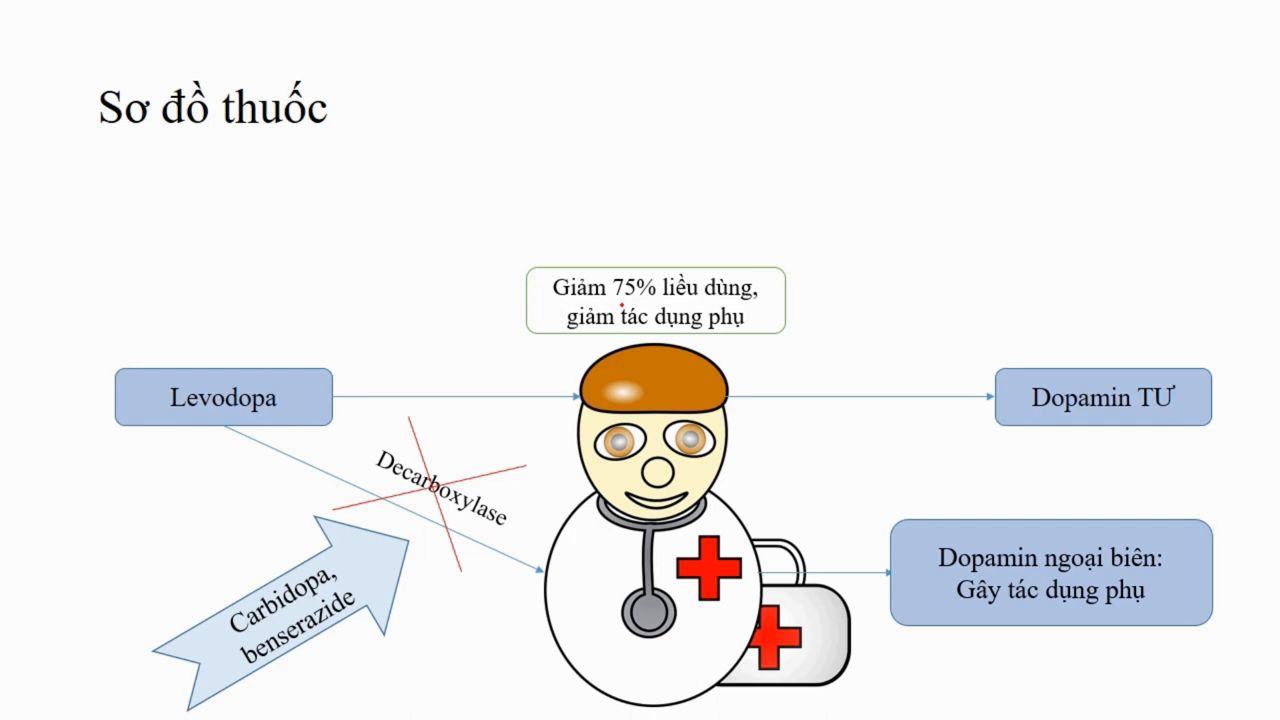 Sơ đồ thuốc
Giảm 75% liều dùng,
giảm tác dụng phụ
Levodopa
Dopamin TƯ
Decarboxylase
Dopamin ngoại biên:
Gây tác dụng phụ
Carbidopa,
benserazide